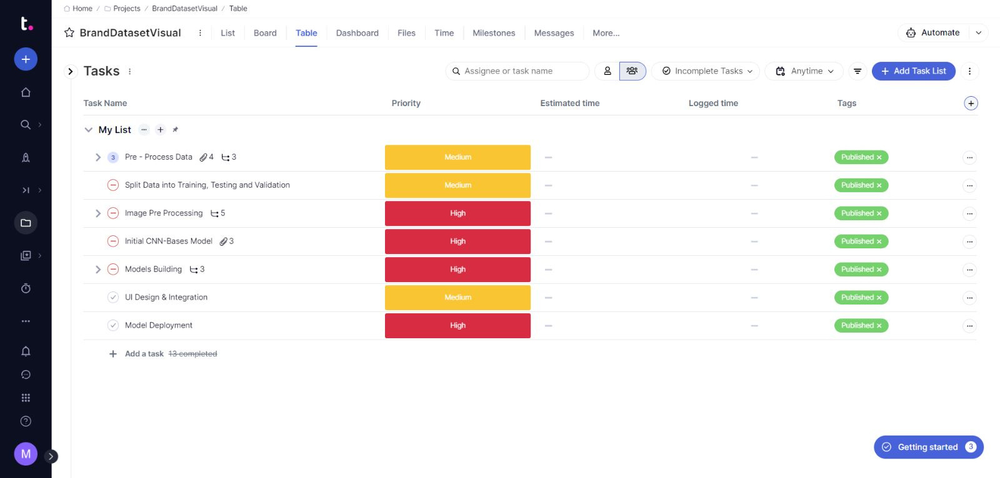 Home / Projects / BrandDatasetVisual / Table
t.
BrandDatasetVisual
List
Board
Table
Dashboard
Files
Time
Milestones
Messages
More...
Automate
Tasks
Assignee or task name
Incomplete Tasks
Anytime
+ Add Task List
Task Name Priority Estimated time Logged time Tags
My List
3 Pre - Process Data 4 3 Medium — — Published ×
Split Data into Training, Testing and Validation Medium — — Published ×
Image Pre Processing 5 High — — Published ×
Initial CNN-Bases Model 3 High — — Published ×
Models Building 3 High — — Published ×
UI Design & Integration Medium — — Published ×
Model Deployment High — — Published ×
+ Add a task 13 completed
M
Getting started 3